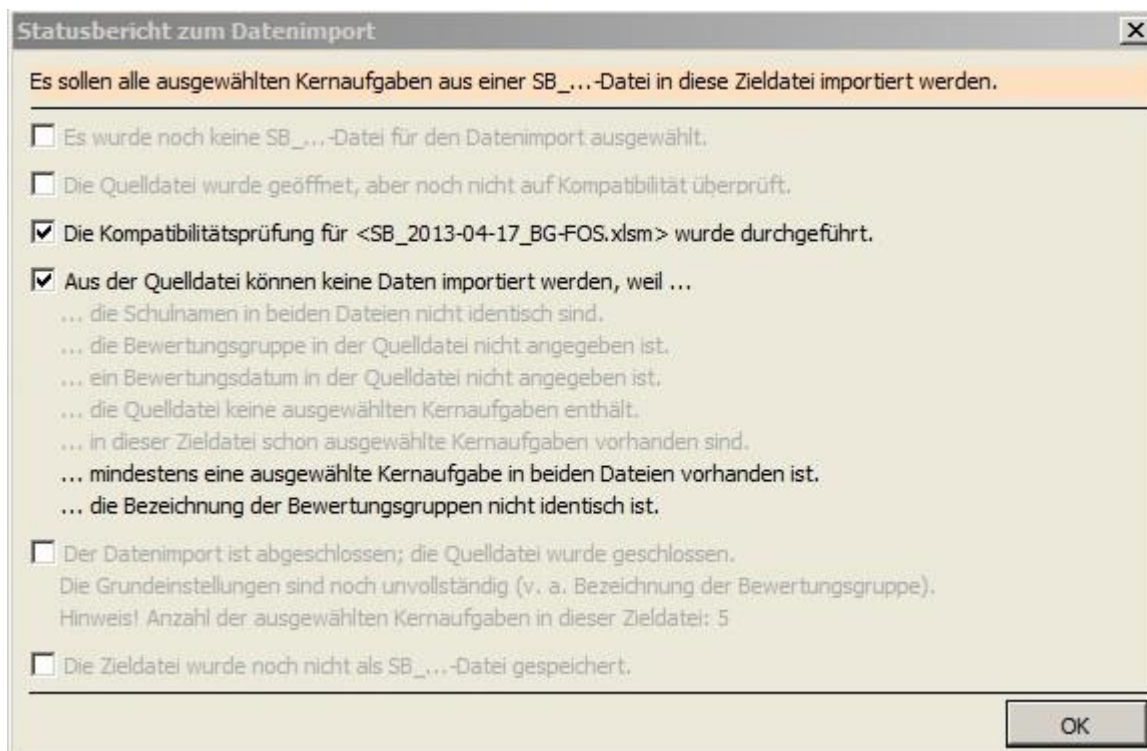 Statusbericht zum Datenimport
Es sollen alle ausgewählten Kernaufgaben aus einer SB_...-Datei in diese Zieldatei importiert werden.
Es wurde noch keine SB_...-Datei für den Datenimport ausgewählt.
Die Quelldatei wurde geöffnet, aber noch nicht auf Kompatibilität überprüft.
Die Kompatibilitätsprüfung für <SB_2013-04-17_BG-FOS.xlsm> wurde durchgeführt.
Aus der Quelldatei können keine Daten importiert werden, weil ...
... die Schulnamen in beiden Dateien nicht identisch sind.
... die Bewertungsgruppe in der Quelldatei nicht angegeben ist.
... ein Bewertungsdatum in der Quelldatei nicht angegeben ist.
... die Quelldatei keine ausgewählten Kernaufgaben enthält.
... in dieser Zieldatei schon ausgewählte Kernaufgaben vorhanden sind.
... mindestens eine ausgewählte Kernaufgabe in beiden Dateien vorhanden ist.
... die Bezeichnung der Bewertungsgruppen nicht identisch ist.
Der Datenimport ist abgeschlossen; die Quelldatei wurde geschlossen.
Die Grundeinstellungen sind noch unvollständig (v. a. Bezeichnung der Bewertungsgruppe).
Hinweis! Anzahl der ausgewählten Kernaufgaben in dieser Zieldatei: 5
Die Zieldatei wurde noch nicht als SB_...-Datei gespeichert.
OK